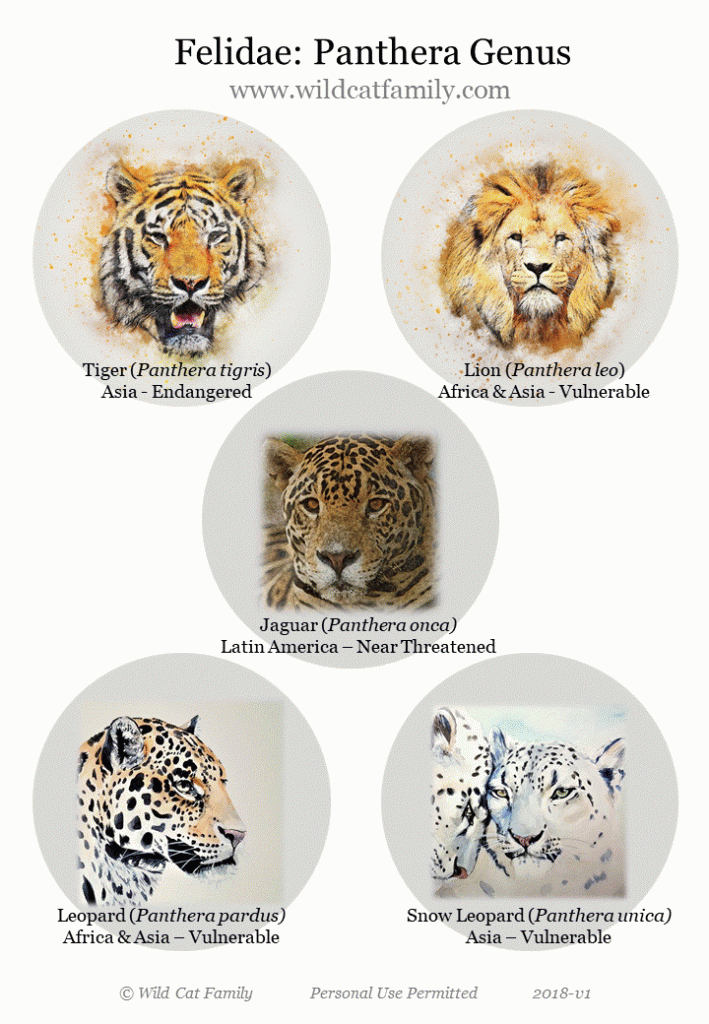 Felidae: Panthera Genus
www.wildcatfamily.com
Tiger (Panthera tigris)
Asia - Endangered
Lion (Panthera leo)
Africa & Asia - Vulnerable
Jaguar (Panthera onca)
Latin America – Near Threatened
Leopard (Panthera pardus)
Africa & Asia – Vulnerable
Snow Leopard (Panthera unica)
Asia – Vulnerable
© Wild Cat Family Personal Use Permitted 2018-v1